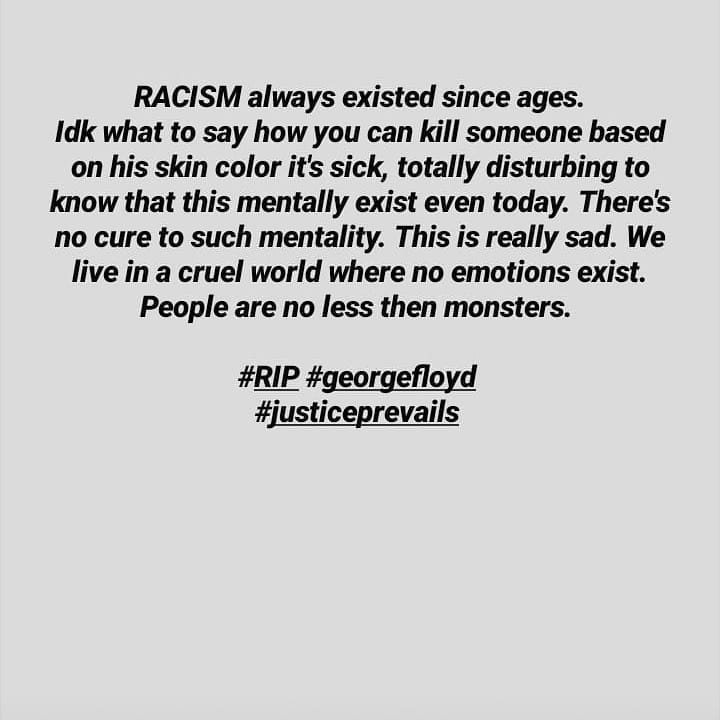 RACISM always existed since ages.
Idk what to say how you can kill someone based
on his skin color it's sick, totally disturbing to
know that this mentally exist even today. There's
no cure to such mentality. This is really sad. We
live in a cruel world where no emotions exist.
People are no less then monsters.
#RIP #georgefloyd
#justiceprevails